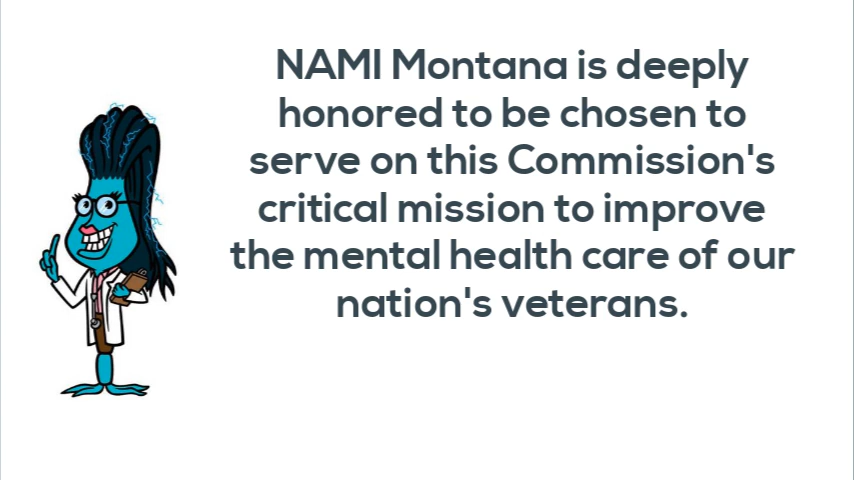 NAMI Montana is deeply
honored to be chosen to
serve on this Commission's
critical mission to improve
the mental health care of our
nation's veterans.